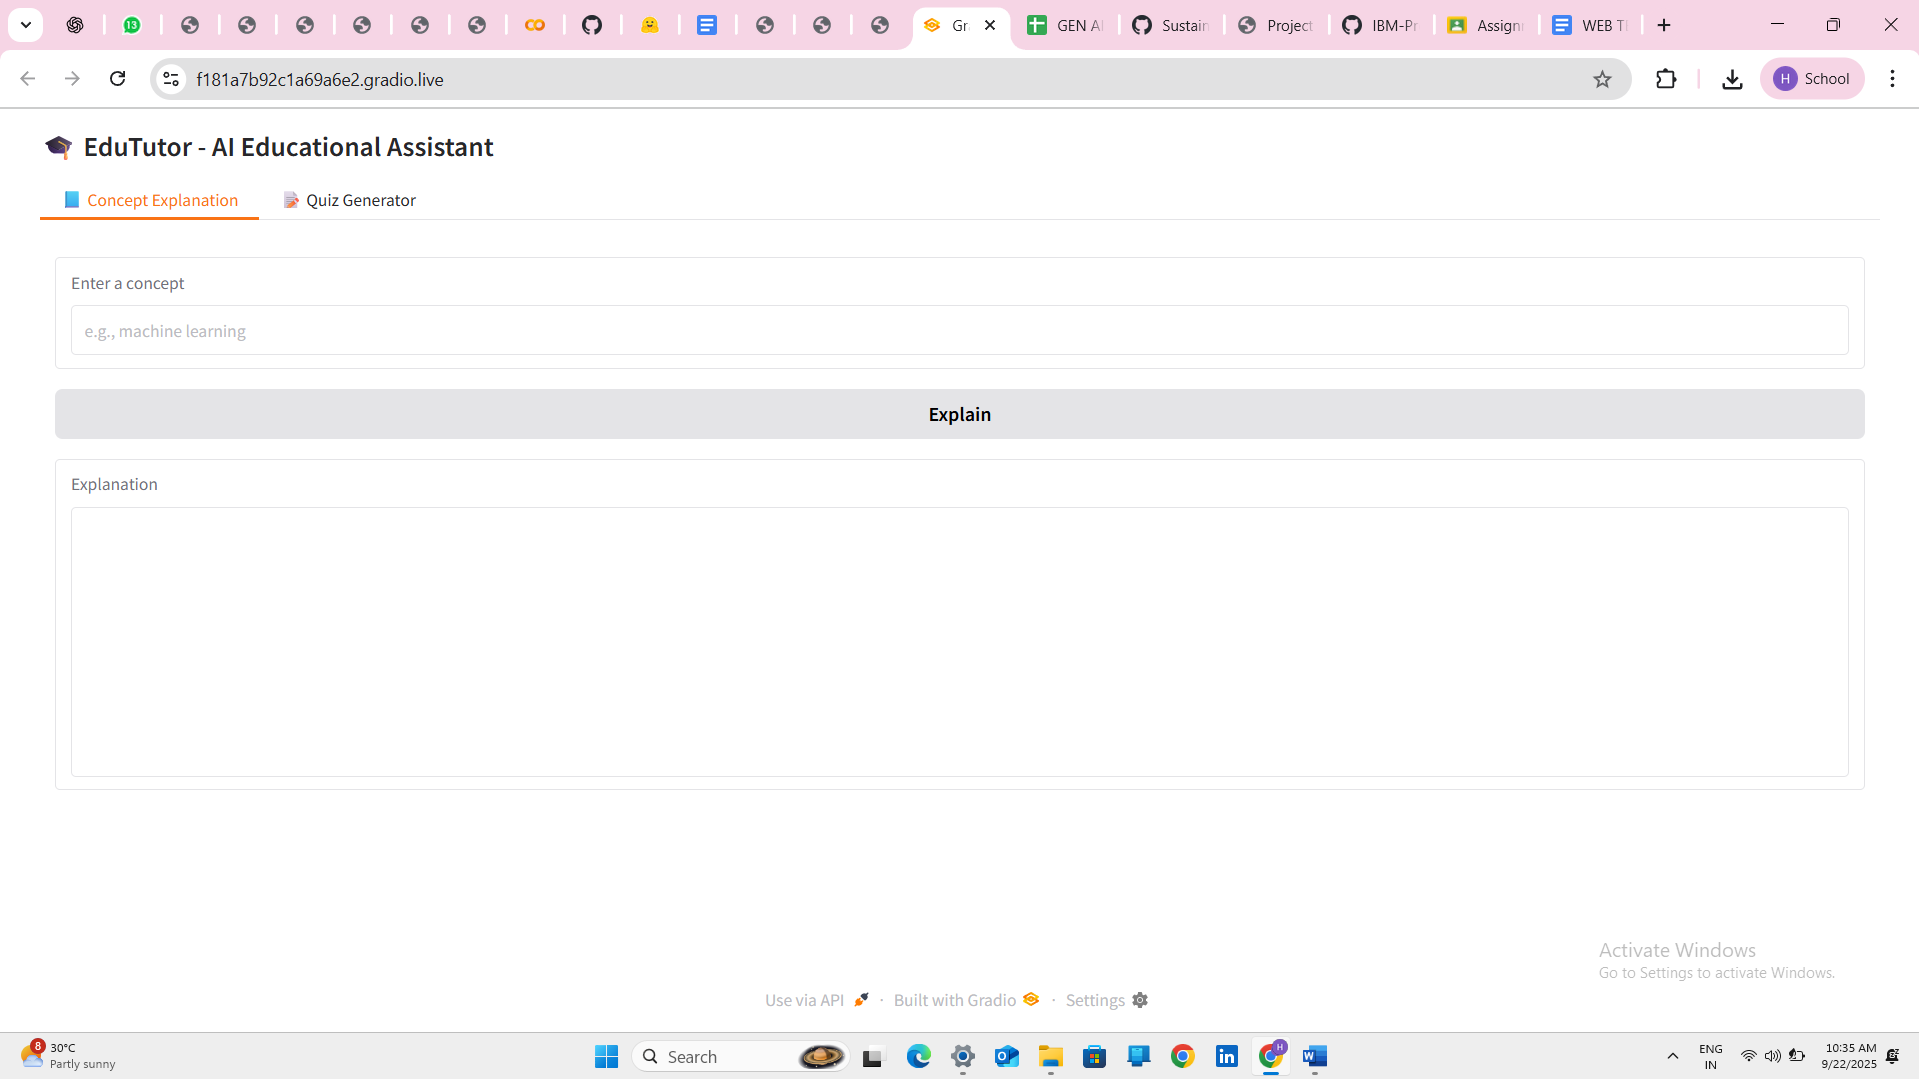 13
Gr
GEN AI
Sustain
Project
IBM-Pr
Assign
WEB T
f181a7b92c1a69a6e2.gradio.live
H School
EduTutor - AI Educational Assistant
Concept Explanation
Quiz Generator
Enter a concept
e.g., machine learning
Explain
Explanation
Activate Windows
Go to Settings to activate Windows.
Use via API · Built with Gradio · Settings
8
30°C
Partly sunny
Search
H
ENG
IN
10:35 AM
9/22/2025